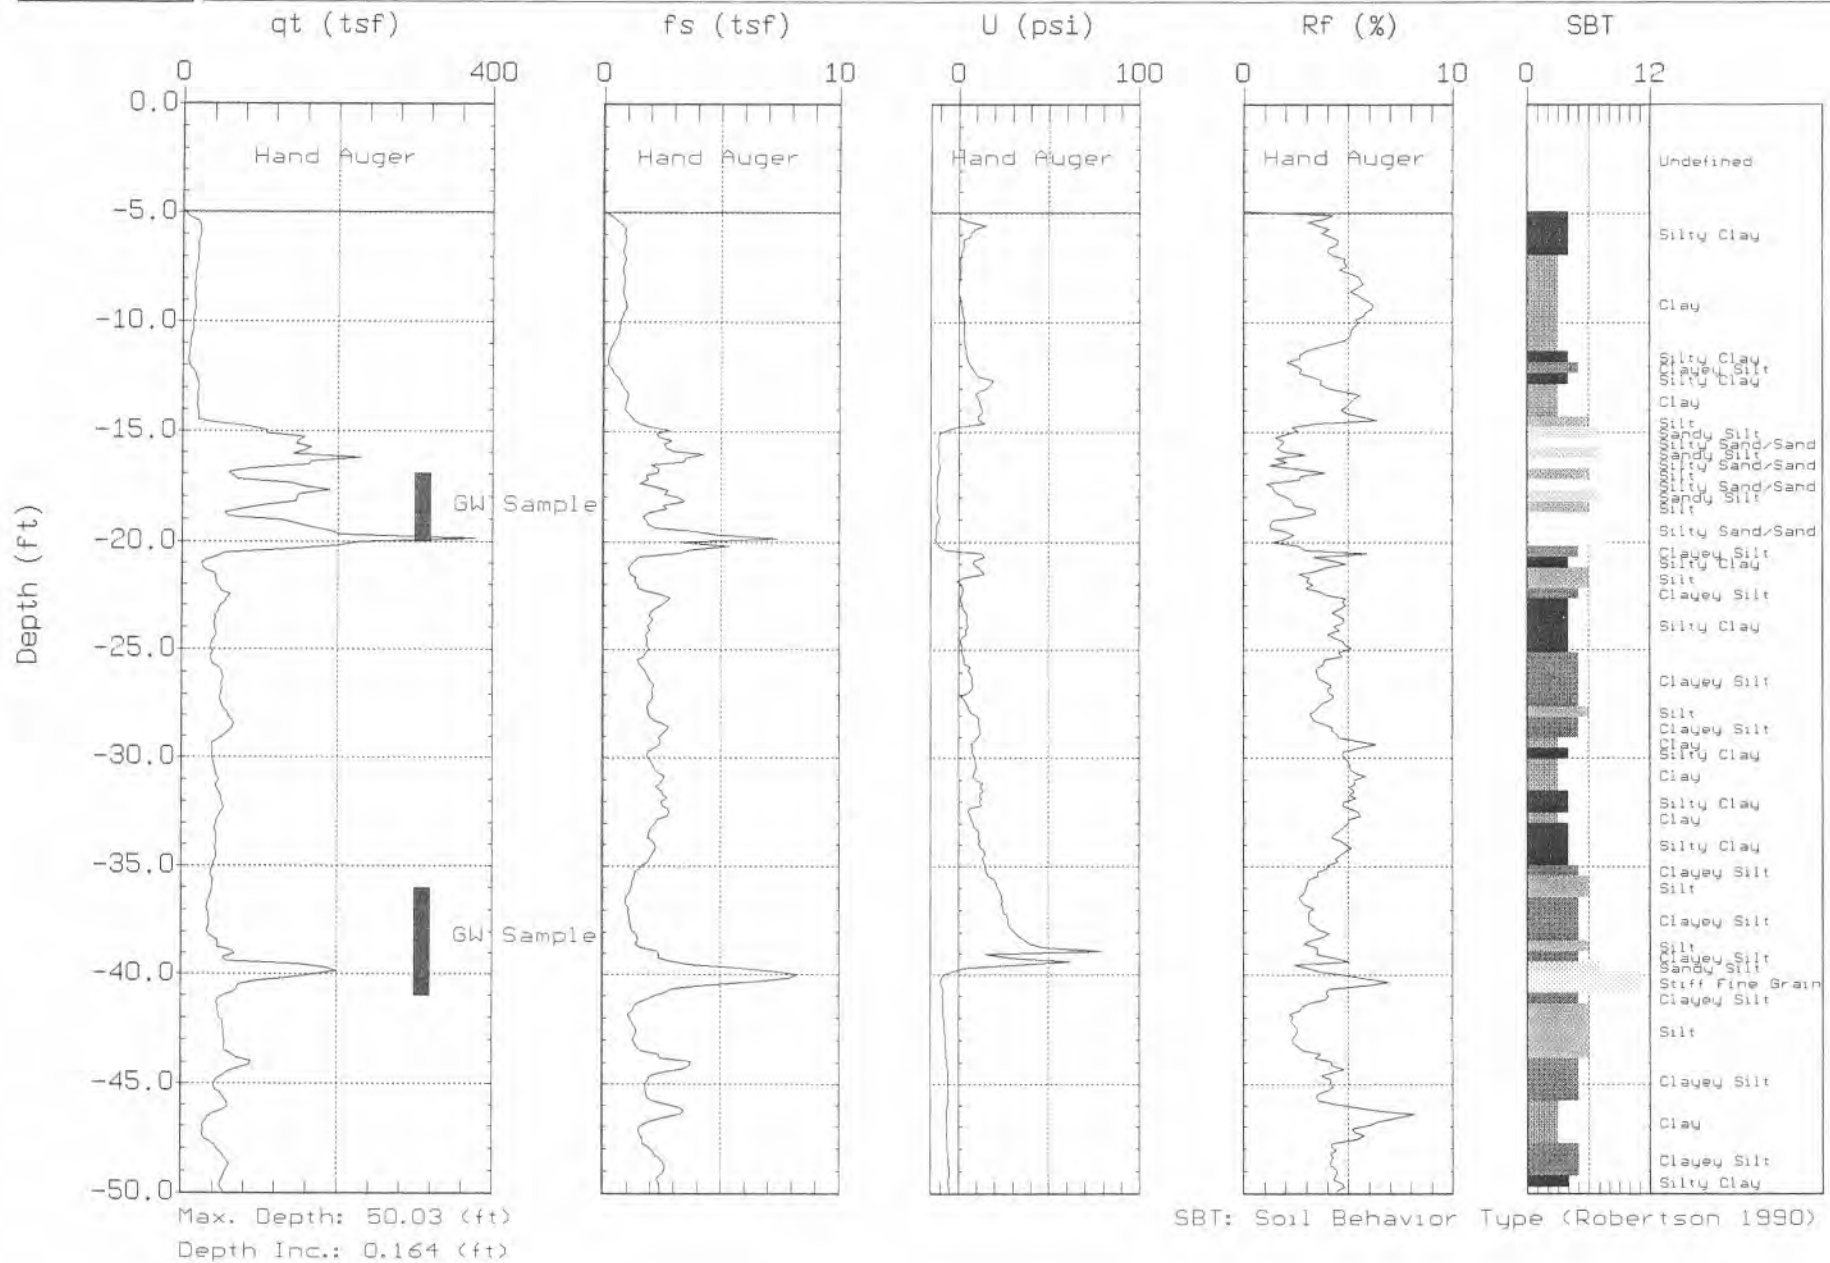 qt (tsf) fs (tsf) U (psi) Rf (%) SBT
0 400 0 10 0 100 0 10 0 12
0.0
Hand Auger Hand Auger Hand Auger Hand Auger Undefined
-5.0
Silty Clay
Clay
-10.0
Silty Clay
Clayey Silt
Silty Clay
Clay
Silt
-15.0
Sandy Silt
Silty Sand/Sand
Sandy Silt
Silty Sand/Sand
Silt
Silty Sand/Sand
Sandy Silt
GW Sample
Silt
Silty Sand/Sand
-20.0
Clayey Silt
Silty Clay
Silt
Clayey Silt
Silty Clay
-25.0
Clayey Silt
Silt
Clayey Silt
Clay
Silty Clay
-30.0
Clay
Silty Clay
Clay
Silty Clay
-35.0
Clayey Silt
Silt
Clayey Silt
GW Sample
Silt
Clayey Silt
Sandy Silt
-40.0
Stiff Fine Grain
Clayey Silt
Silt
-45.0
Clayey Silt
Clay
Clayey Silt
Silty Clay
-50.0
Depth (ft)
Max. Depth: 50.03 (ft)
Depth Inc.: 0.164 (ft)
SBT: Soil Behavior Type (Robertson 1990)